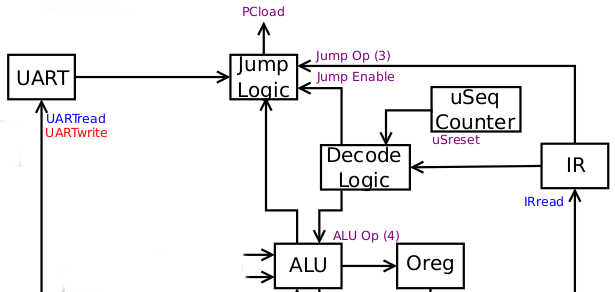 PCload
UART
Jump
Logic
Jump Op (3)
Jump Enable
uSeq
Counter
UARTread
UARTwrite
uSreset
Decode
Logic
IR
IRread
ALU Op (4)
ALU
Oreg